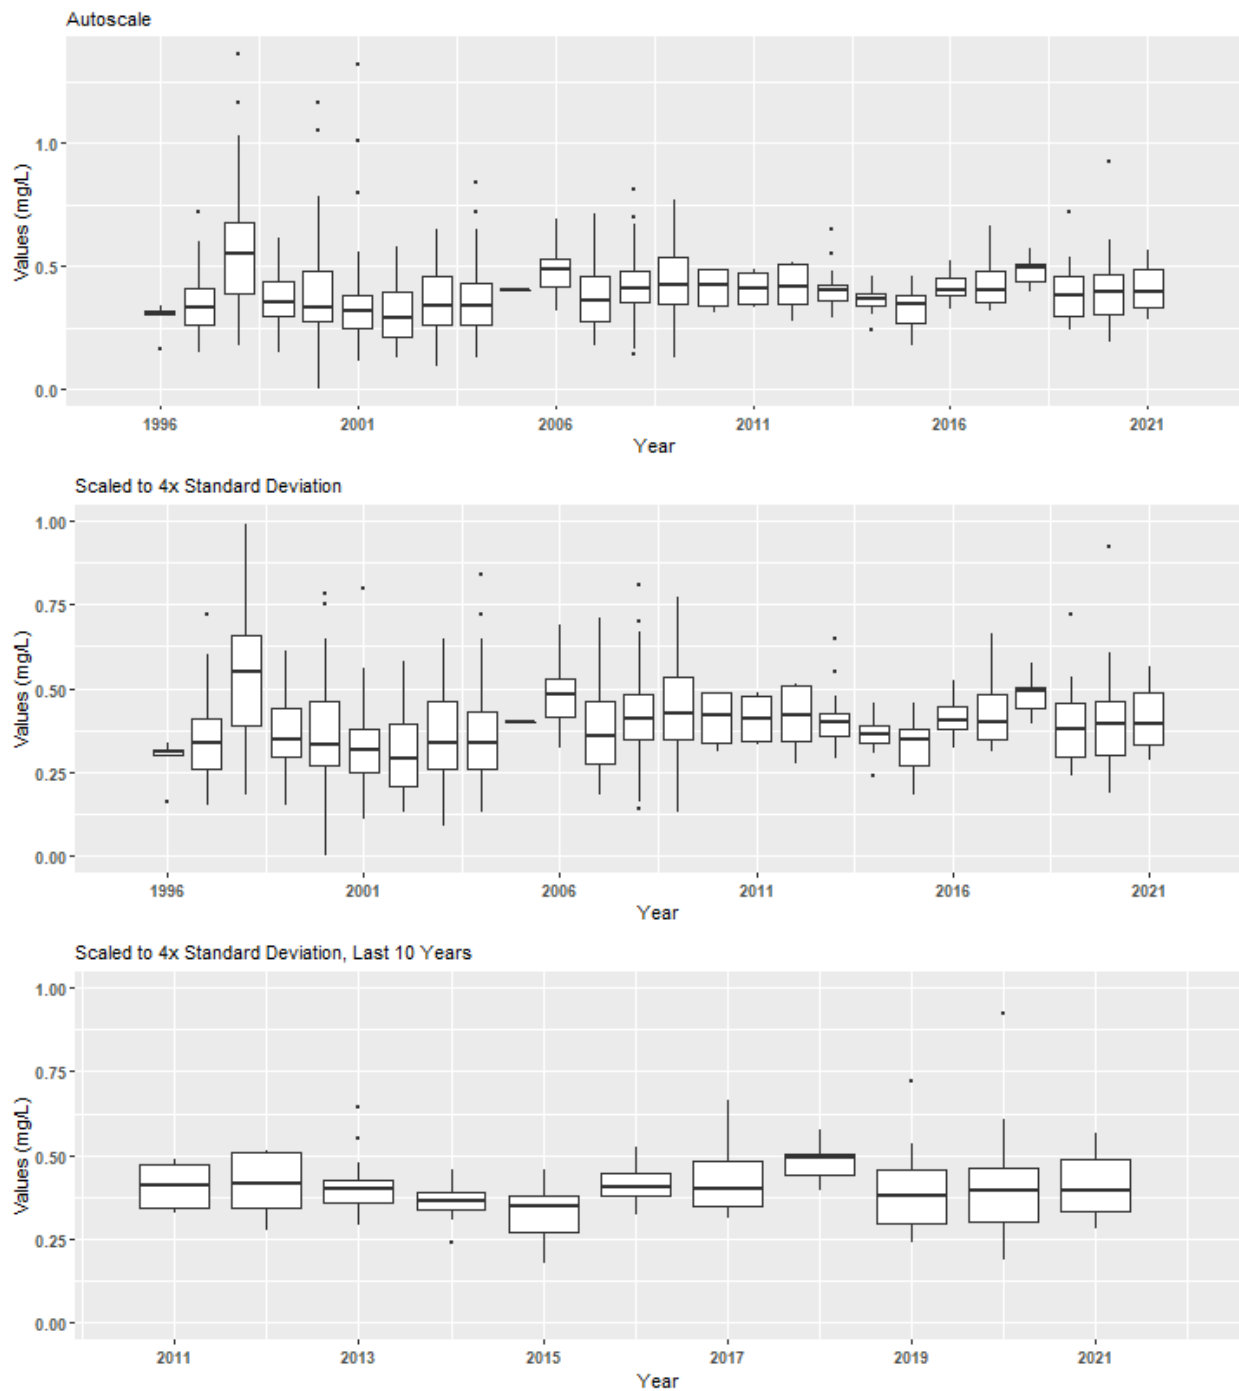 Autoscale
1.0
0.5
0.0
Values (mg/L)
1996 2001 2006 2011 2016 2021
Year
Scaled to 4x Standard Deviation
1.00
0.75
0.50
0.25
0.00
Values (mg/L)
1996 2001 2006 2011 2016 2021
Year
Scaled to 4x Standard Deviation, Last 10 Years
1.00
0.75
0.50
0.25
0.00
Values (mg/L)
2011 2013 2015 2017 2019 2021
Year